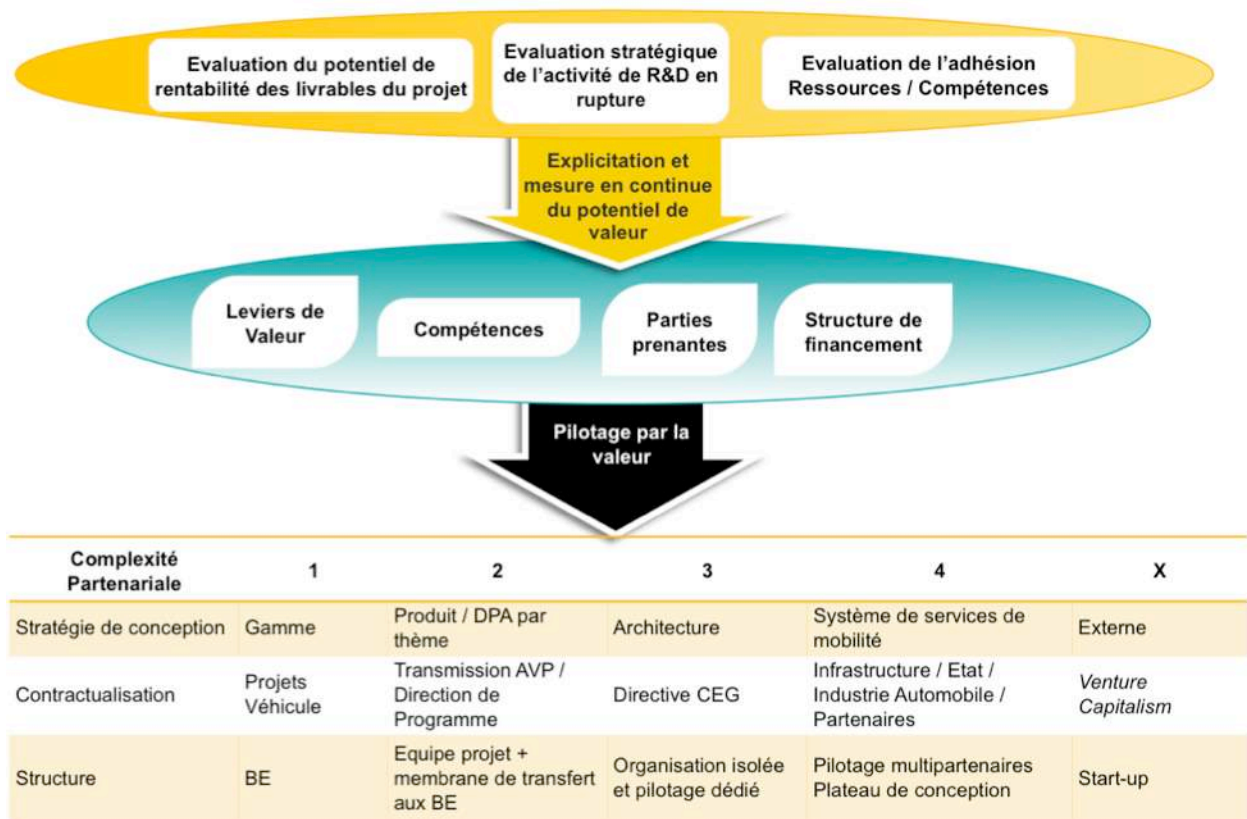 Evaluation du potentiel de
rentabilité des livrables du projet
Evaluation stratégique
de l'activité de R&D en
rupture
Evaluation de l'adhésion
Ressources / Compétences
Explicitation et
mesure en continue
du potentiel de
valeur
Leviers de
Valeur
Compétences
Parties
prenantes
Structure de
financement
Pilotage par la
valeur
Complexité
Partenariale
1
2
3
4
X
Stratégie de conception
Gamme
Produit / DPA par
thème
Architecture
Système de services de
mobilité
Externe
Contractualisation
Projets
Véhicule
Transmission AVP /
Direction de
Programme
Directive CEG
Infrastructure / Etat /
Industrie Automobile /
Partenaires
Venture
Capitalism
Structure
BE
Equipe projet +
membrane de transfert
aux BE
Organisation isolée
et pilotage dédié
Pilotage multipartenaires
Plateau de conception
Start-up